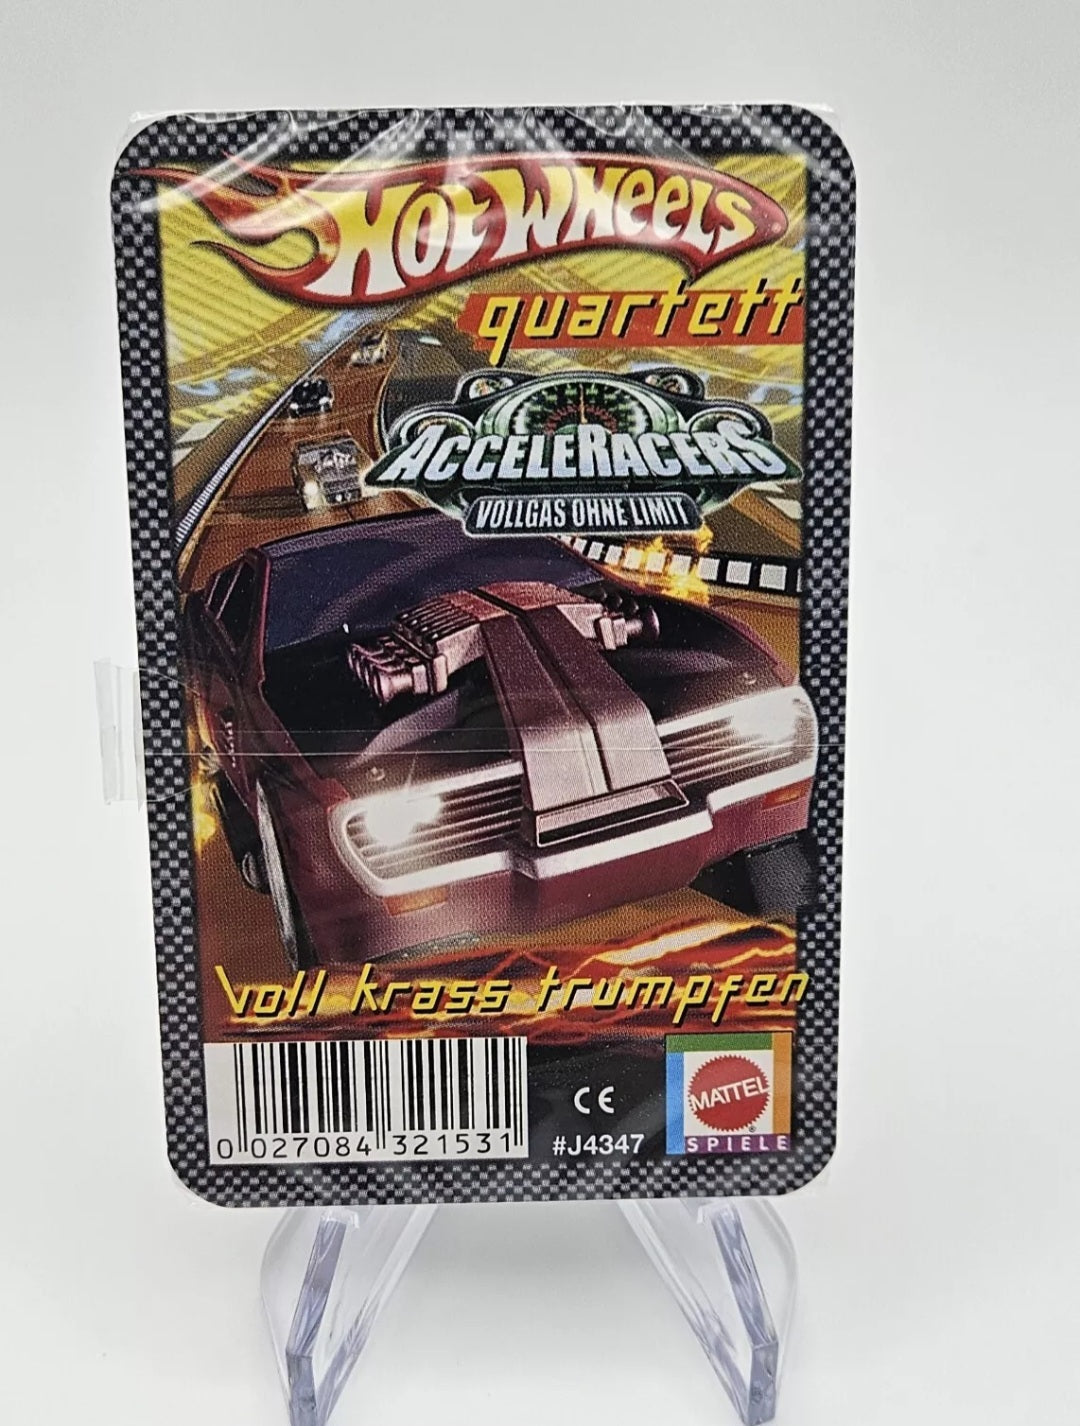 HOT WHEELS
quartett
ACCELERACERS
VOLLGAS OHNE LIMIT
voll krass trumpfen
0 027084 321531
CE
#J4347
MATTEL
®
SPIELE